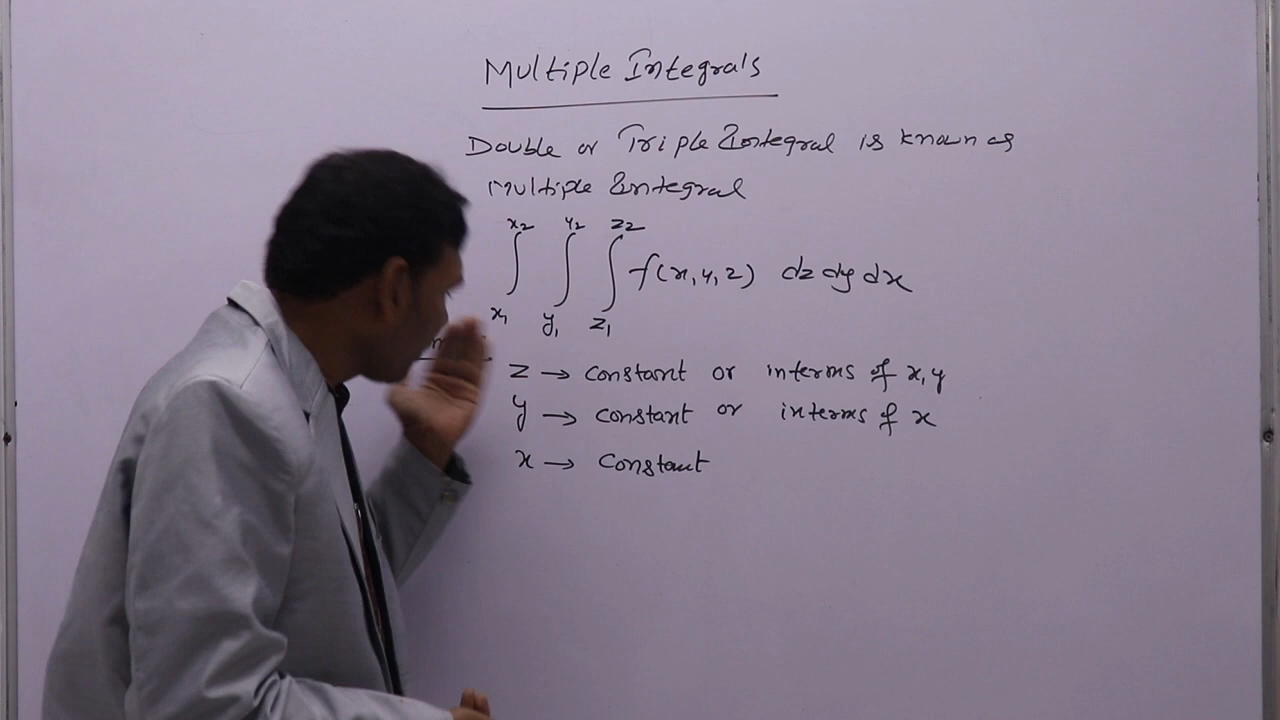 Multiple Integrals
Double or Triple Integral is known as
Multiple Integral
x2 y2 z2
∫ ∫ ∫ f(x,y,z) dz dy dx
x1 y1 z1
z → constant or interms of x,y
y → constant or interms of x
x → constant